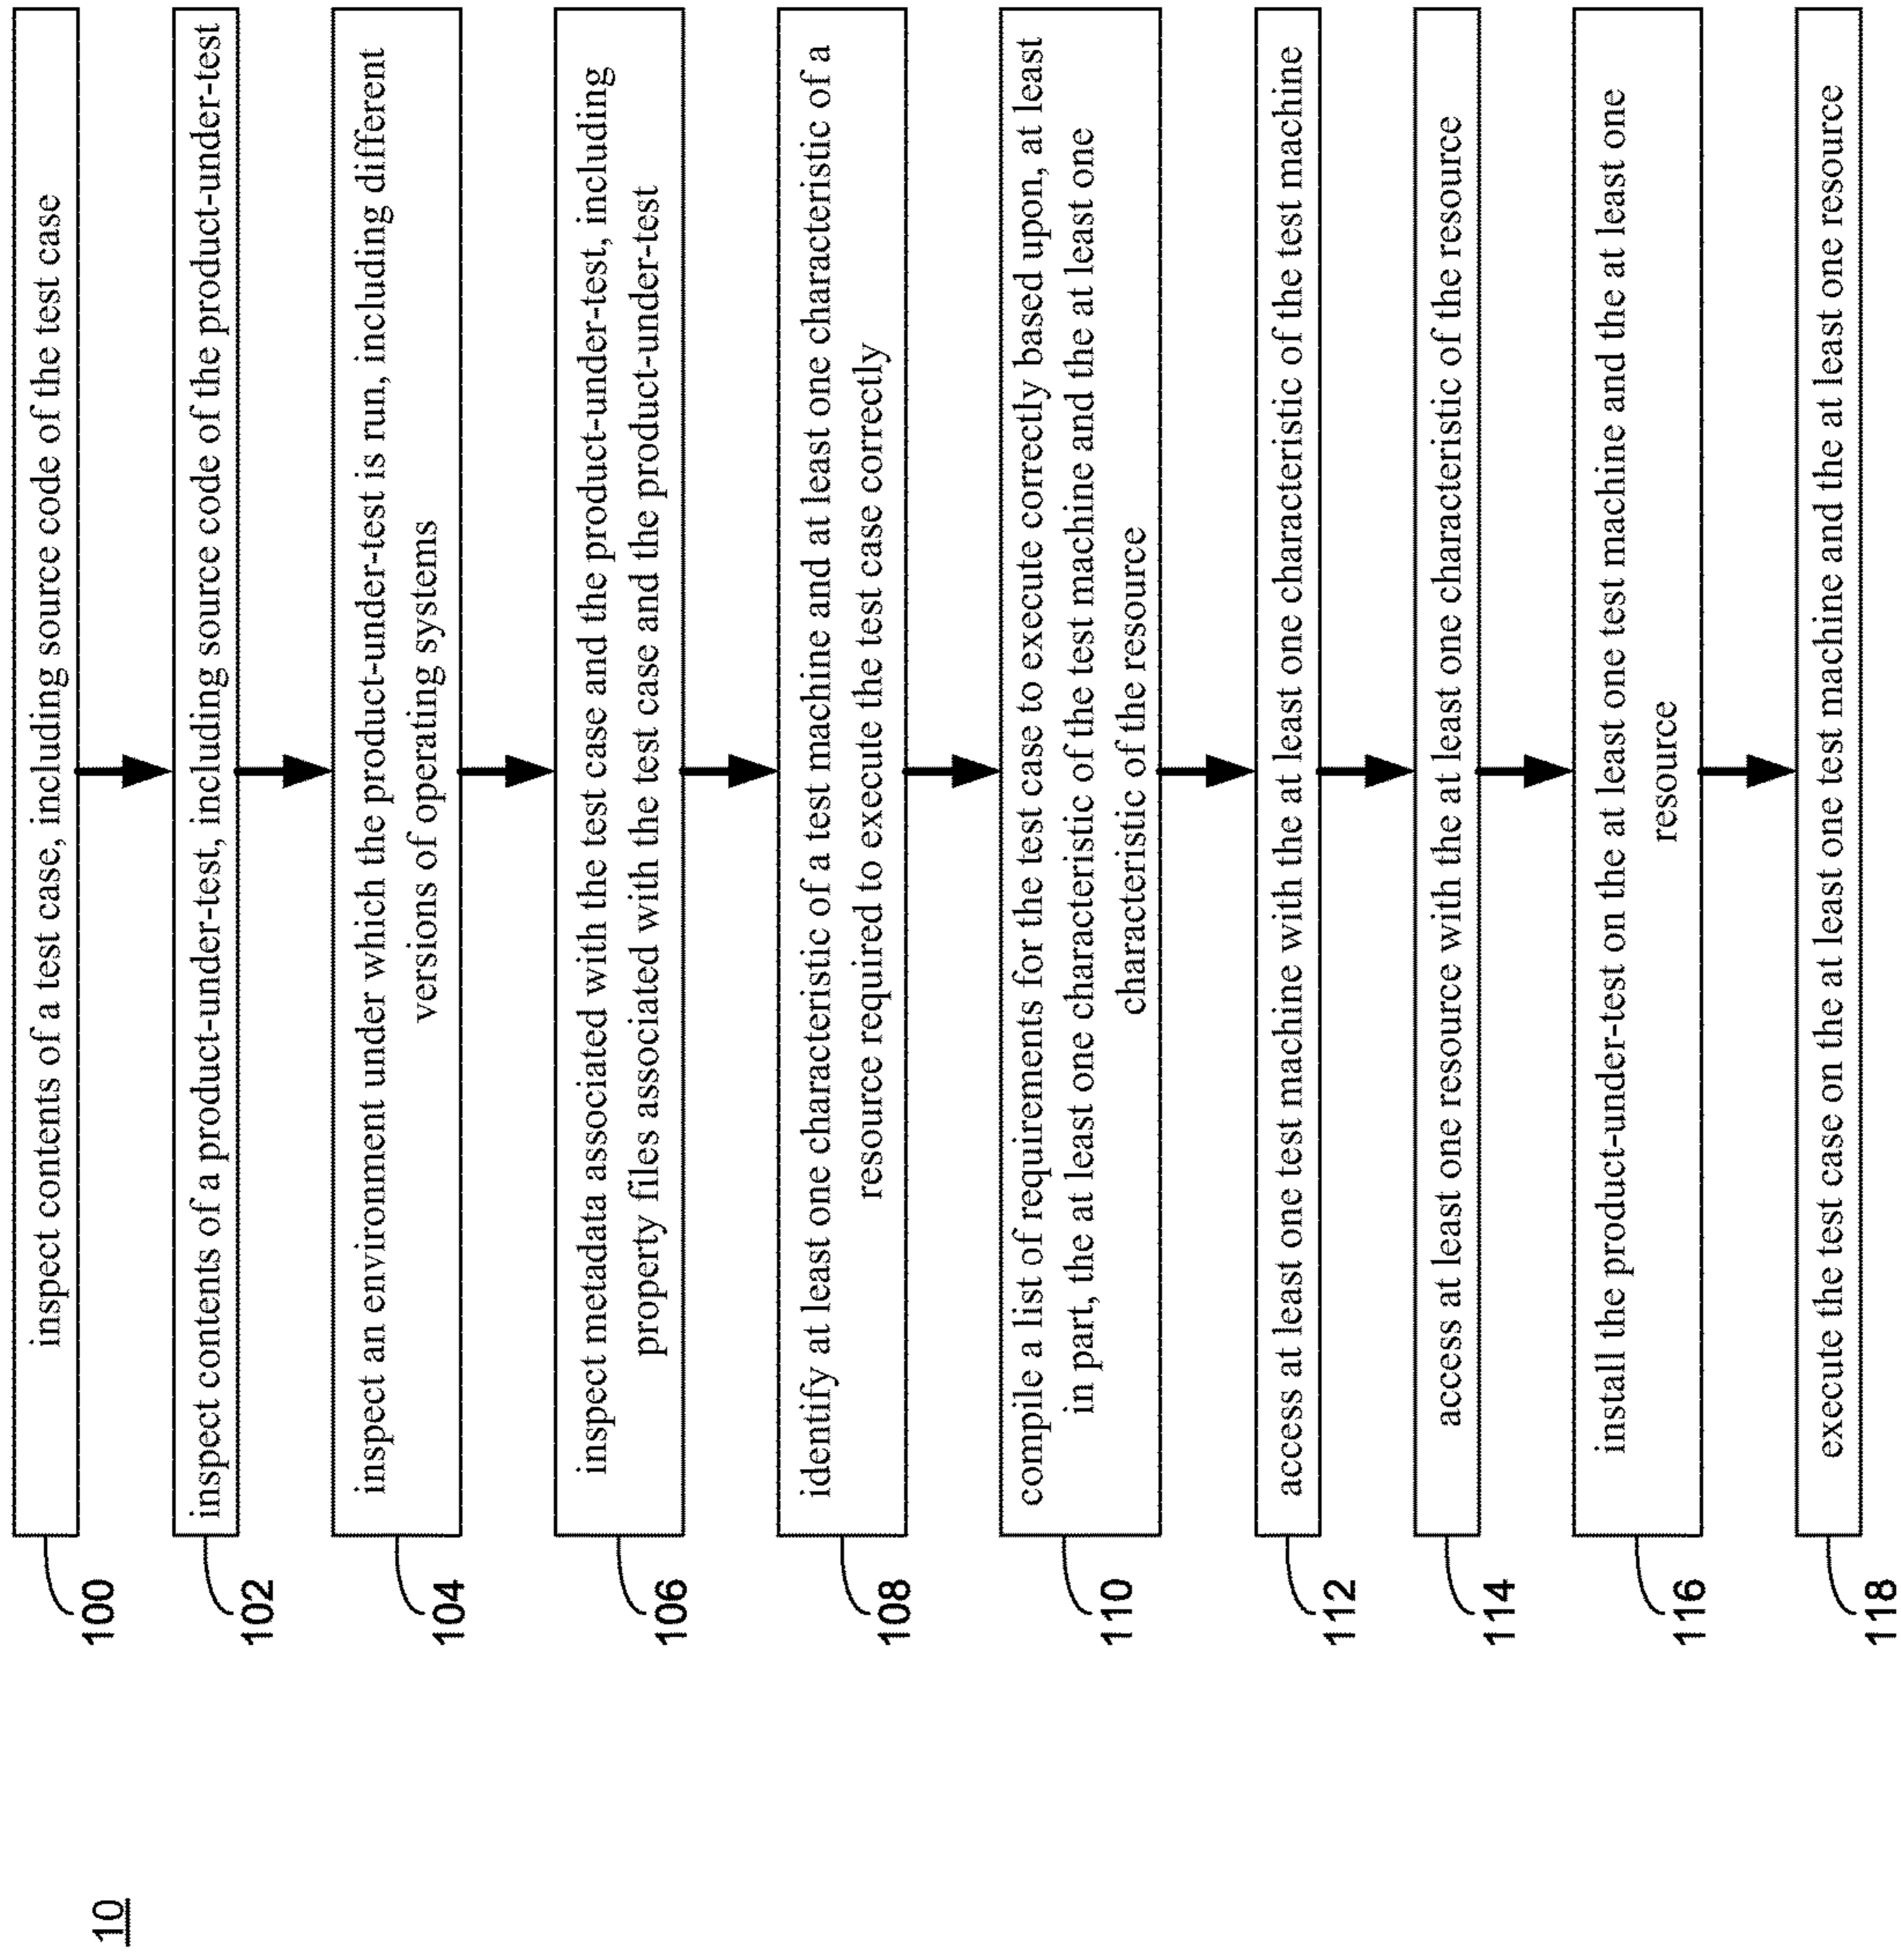 10
100
inspect contents of a test case, including source code of the test case
102
inspect contents of a product-under-test, including source code of the product-under-test
104
inspect an environment under which the product-under-test is run, including different
versions of operating systems
106
inspect metadata associated with the test case and the product-under-test, including
property files associated with the test case and the product-under-test
108
identify at least one characteristic of a test machine and at least one characteristic of a
resource required to execute the test case correctly
110
compile a list of requirements for the test case to execute correctly based upon, at least
in part, the at least one characteristic of the test machine and the at least one
characteristic of the resource
112
access at least one test machine with the at least one characteristic of the test machine
114
access at least one resource with the at least one characteristic of the resource
116
install the product-under-test on the at least one test machine and the at least one
resource
118
execute the test case on the at least one test machine and the at least one resource